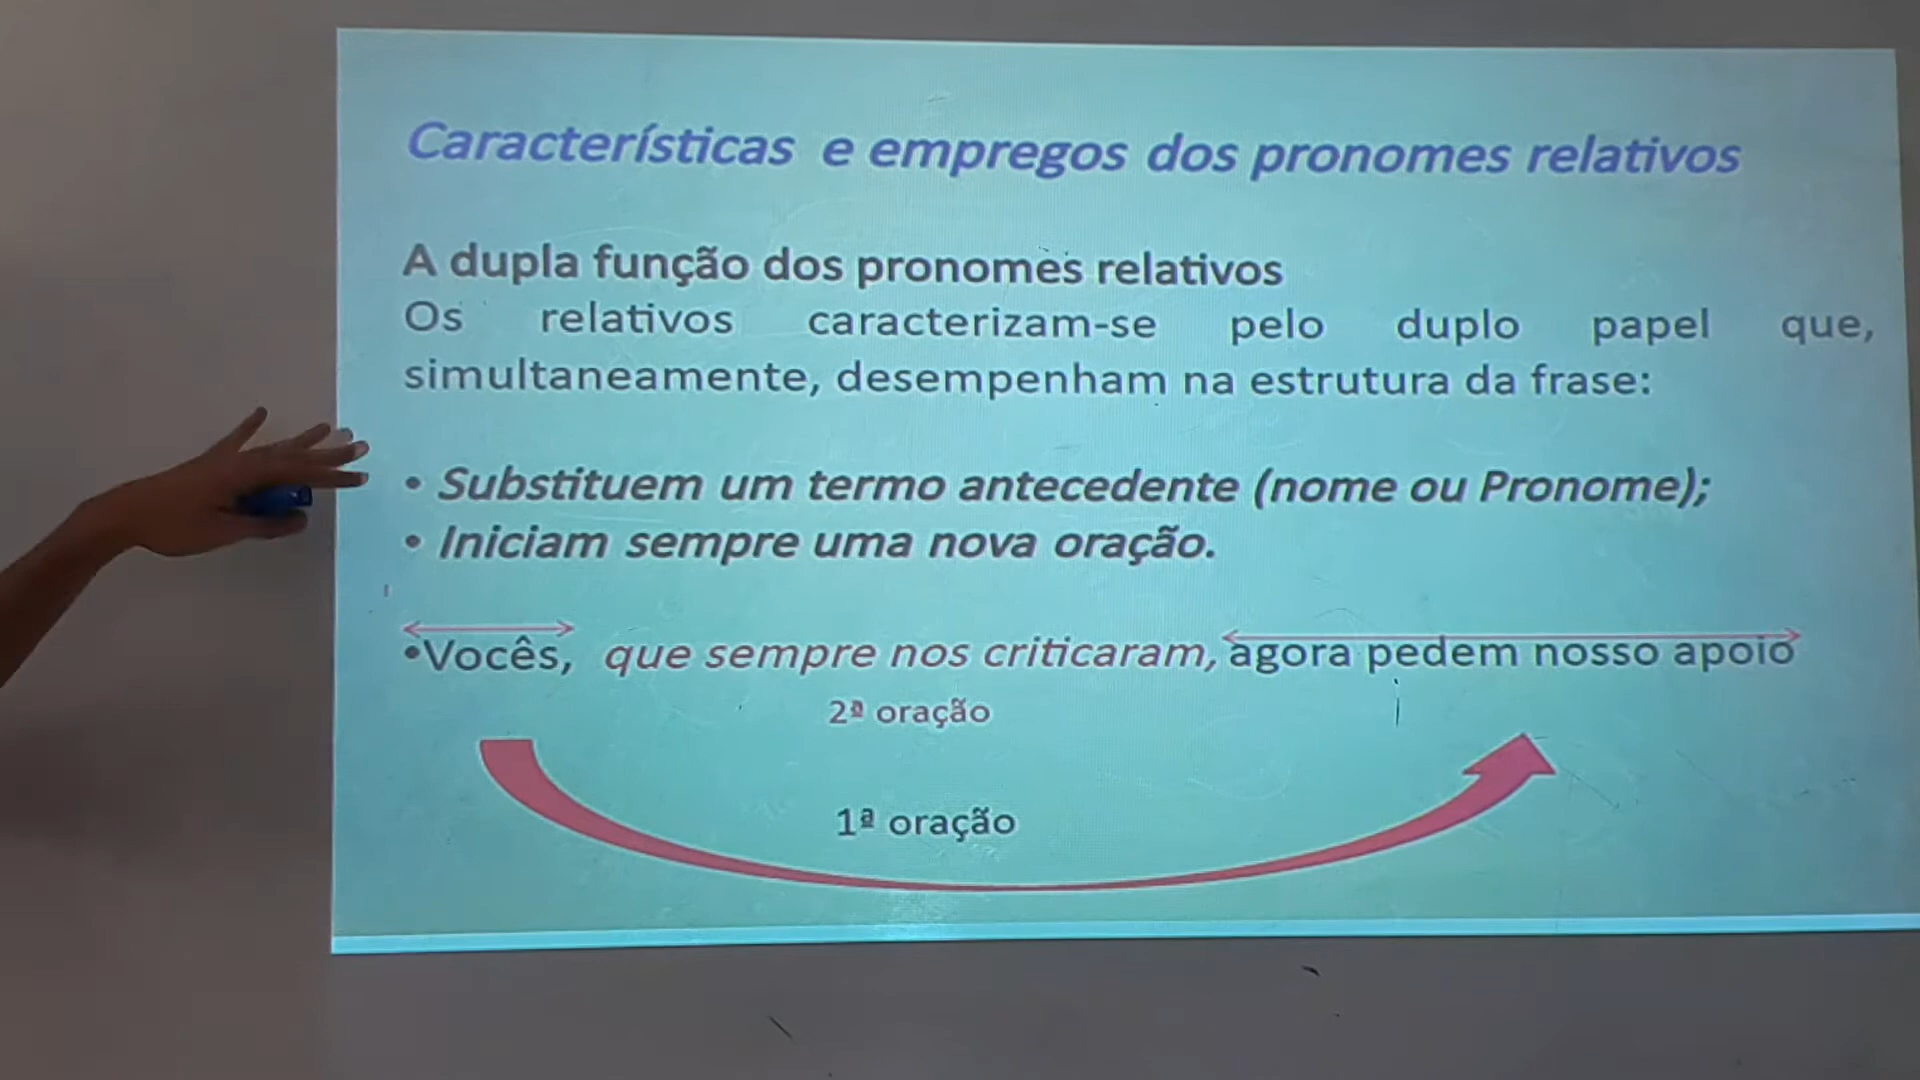 Características e empregos dos pronomes relativos
A dupla função dos pronomes relativos
Os relativos caracterizam-se pelo duplo papel que,
simultaneamente, desempenham na estrutura da frase:
• Substituem um termo antecedente (nome ou Pronome);
• Iniciam sempre uma nova oração.
•Vocês, que sempre nos criticaram, agora pedem nosso apoio
2ª oração
1ª oração